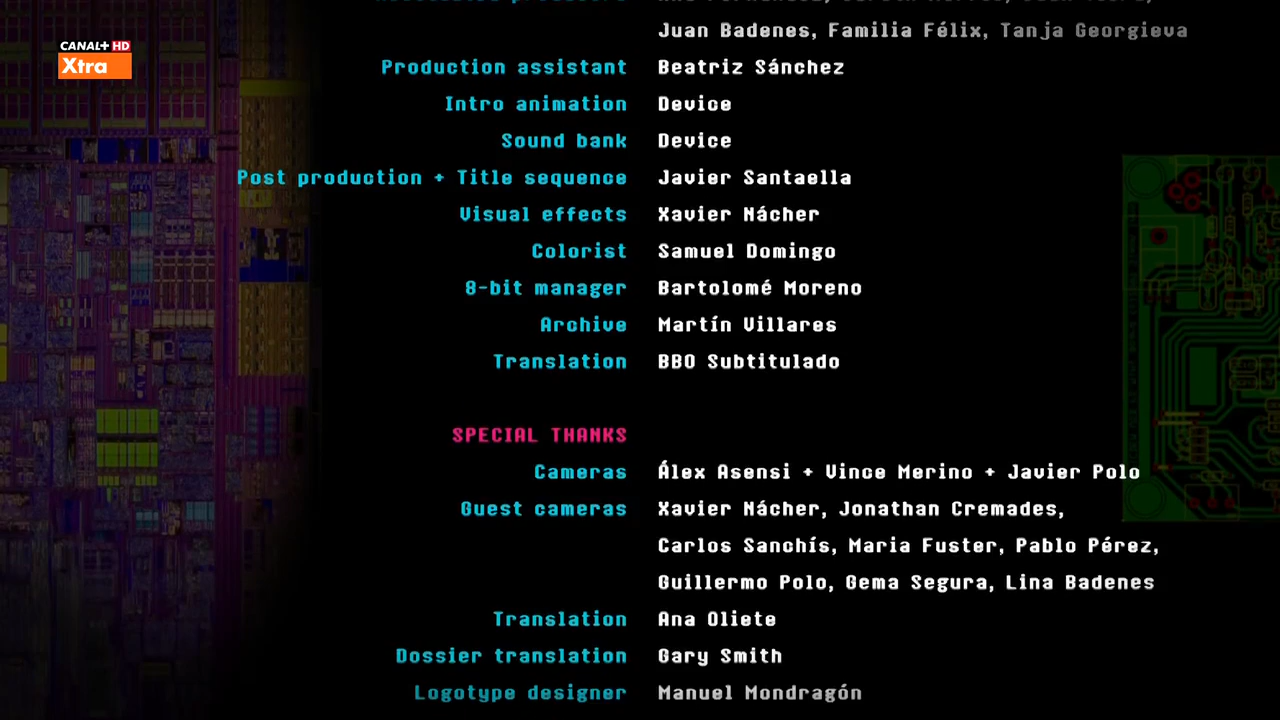 CANAL+ HD
Xtra
Juan Badenes, Familia Félix, Tanja Georgieva
Production assistant Beatriz Sánchez
Intro animation Device
Sound bank Device
Post production + Title sequence Javier Santaella
Visual effects Xavier Nácher
Colorist Samuel Domingo
8-bit manager Bartolomé Moreno
Archive Martín Villares
Translation BBO Subtitulado
SPECIAL THANKS
Cameras Álex Asensi + Vince Merino + Javier Polo
Guest cameras Xavier Nácher, Jonathan Cremades,
Carlos Sanchís, Maria Fuster, Pablo Pérez,
Guillermo Polo, Gema Segura, Lina Badenes
Translation Ana Oliete
Dossier translation Gary Smith
Logotype designer Manuel Mondragón